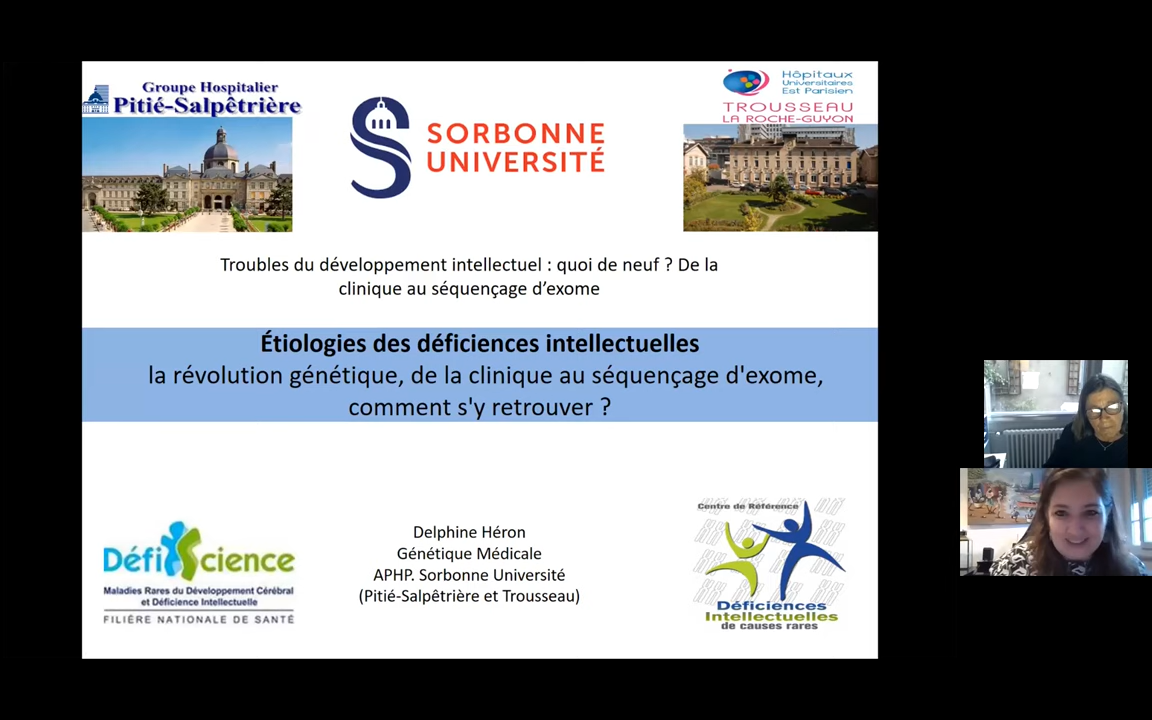 Groupe Hospitalier
Pitié-Salpêtrière
SORBONNE
UNIVERSITÉ
Hôpitaux
Universitaires
Est Parisien
TROUSSEAU
LA ROCHE-GUYON
Troubles du développement intellectuel : quoi de neuf ? De la
clinique au séquençage d’exome
Étiologies des déficiences intellectuelles
la révolution génétique, de la clinique au séquençage d'exome,
comment s'y retrouver ?
DéfiScience
Maladies Rares du Développement Cérébral
et Déficience Intellectuelle
FILIÈRE NATIONALE DE SANTÉ
Delphine Héron
Génétique Médicale
APHP. Sorbonne Université
(Pitié-Salpêtrière et Trousseau)
Centre de Référence
Déficiences
Intellectuelles
de causes rares